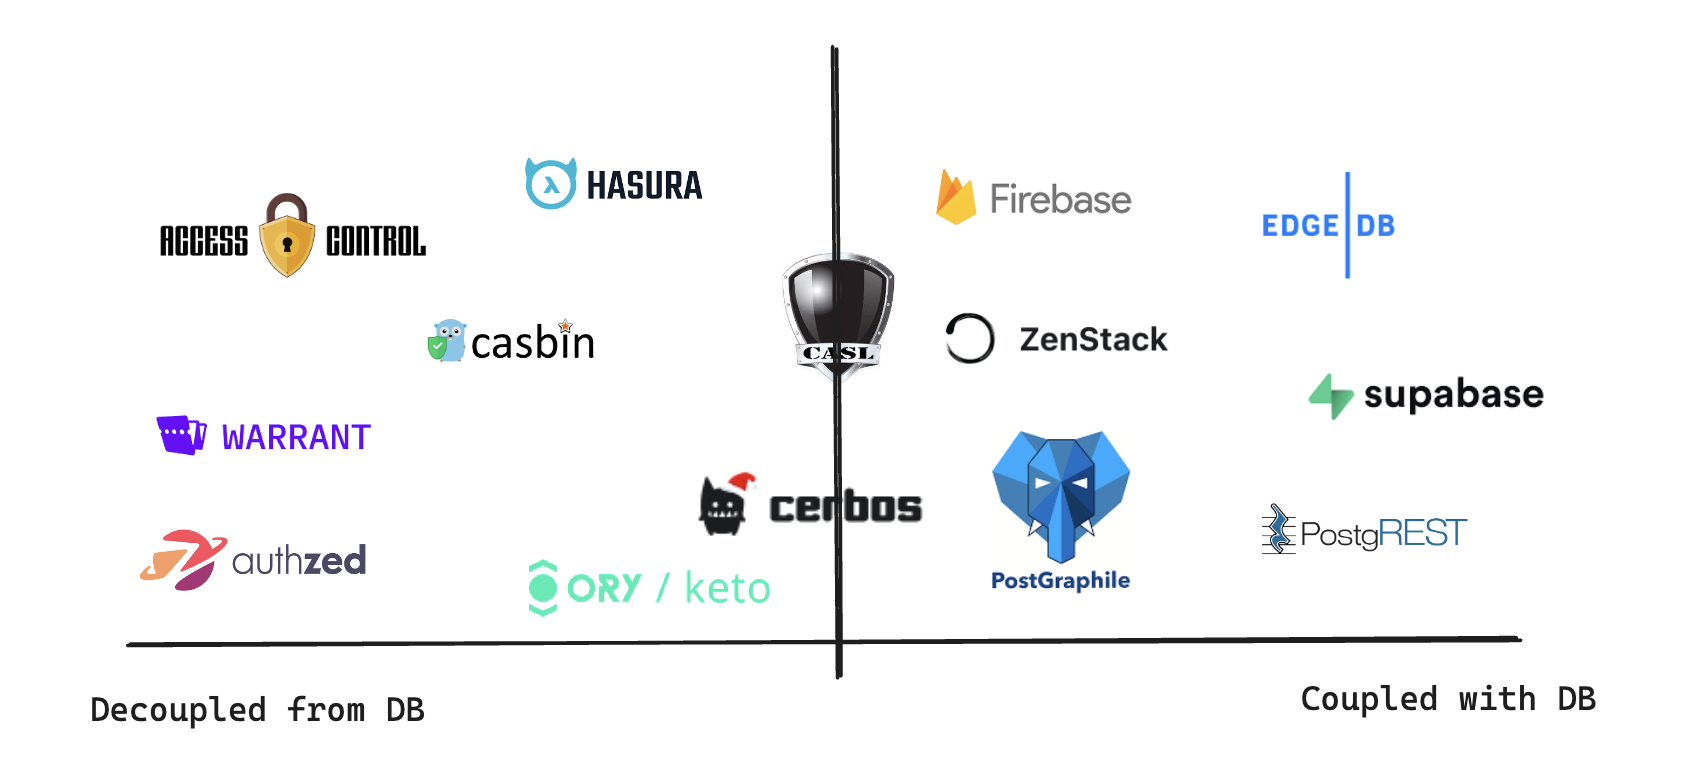 HASURA
Firebase
EDGE DB
ACCESS CONTROL
casbin
CASL
ZenStack
supabase
WARRANT
cerbos
PostgREST
authzed
ORY / keto
PostGraphile
Decoupled from DB
Coupled with DB